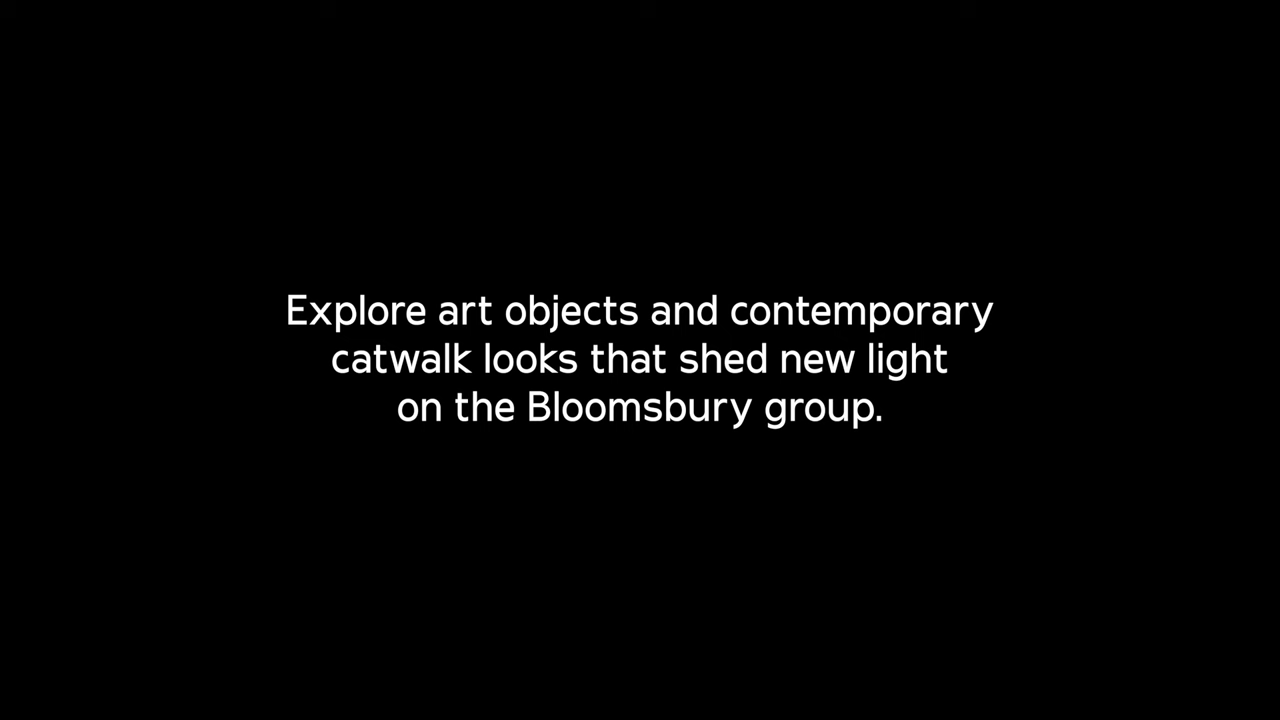 Explore art objects and contemporary
catwalk looks that shed new light
on the Bloomsbury group.